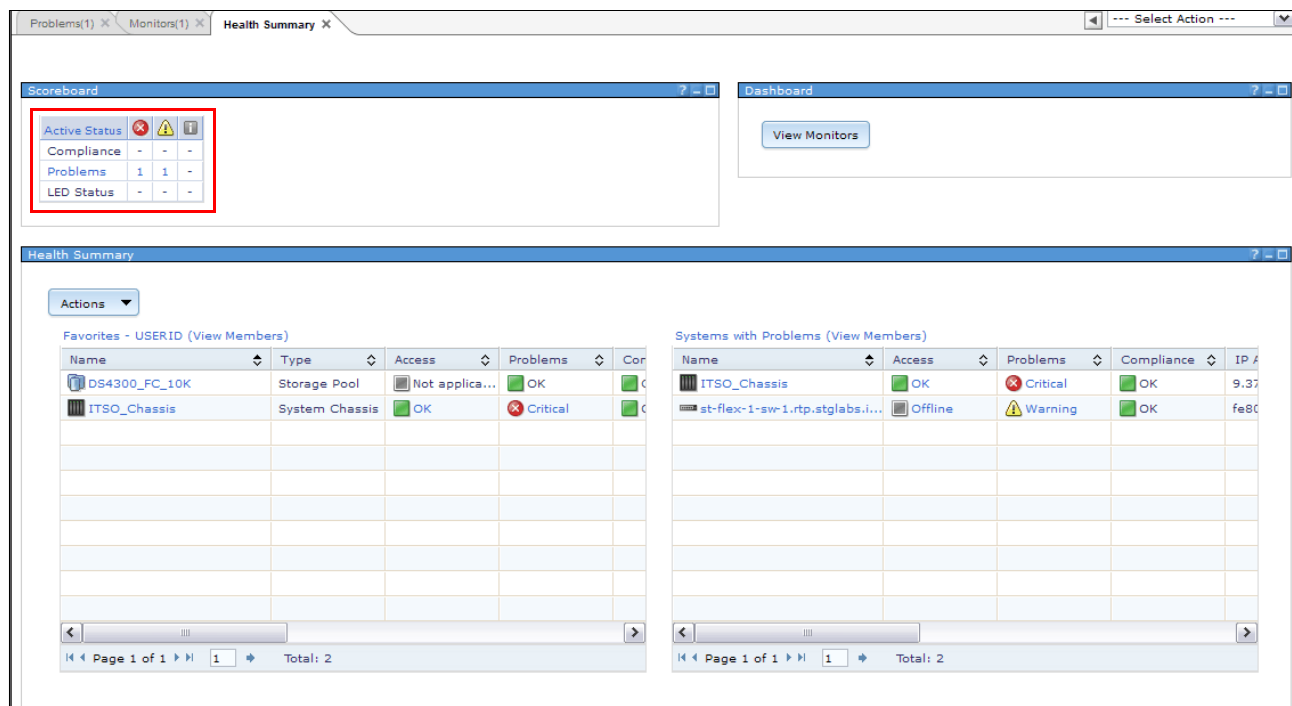 Problems(1) Monitors(1) Health Summary --- Select Action ---
Scoreboard
Active Status
Compliance - - -
Problems 1 1 -
LED Status - - -
Dashboard
View Monitors
Health Summary
Actions
Favorites - USERID (View Members)
Name Type Access Problems
DS4300_FC_10K Storage Pool Not applica... OK
ITSO_Chassis System Chassis OK Critical
Page 1 of 1 1 Total: 2
Systems with Problems (View Members)
Name Access Problems Compliance IP
ITSO_Chassis OK Critical OK 9.37
st-flex-1-sw-1.rtp.stglabs.i... Offline Warning OK fe80
Page 1 of 1 1 Total: 2